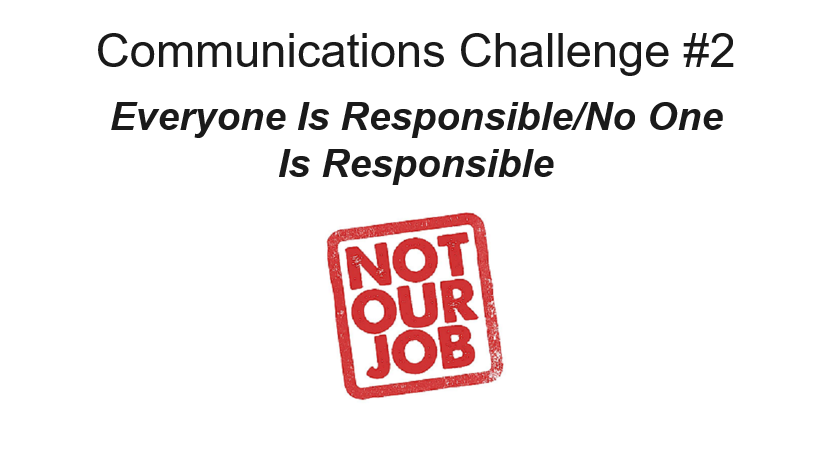 Communications Challenge #2
Everyone Is Responsible/No One
Is Responsible
NOT
OUR
JOB